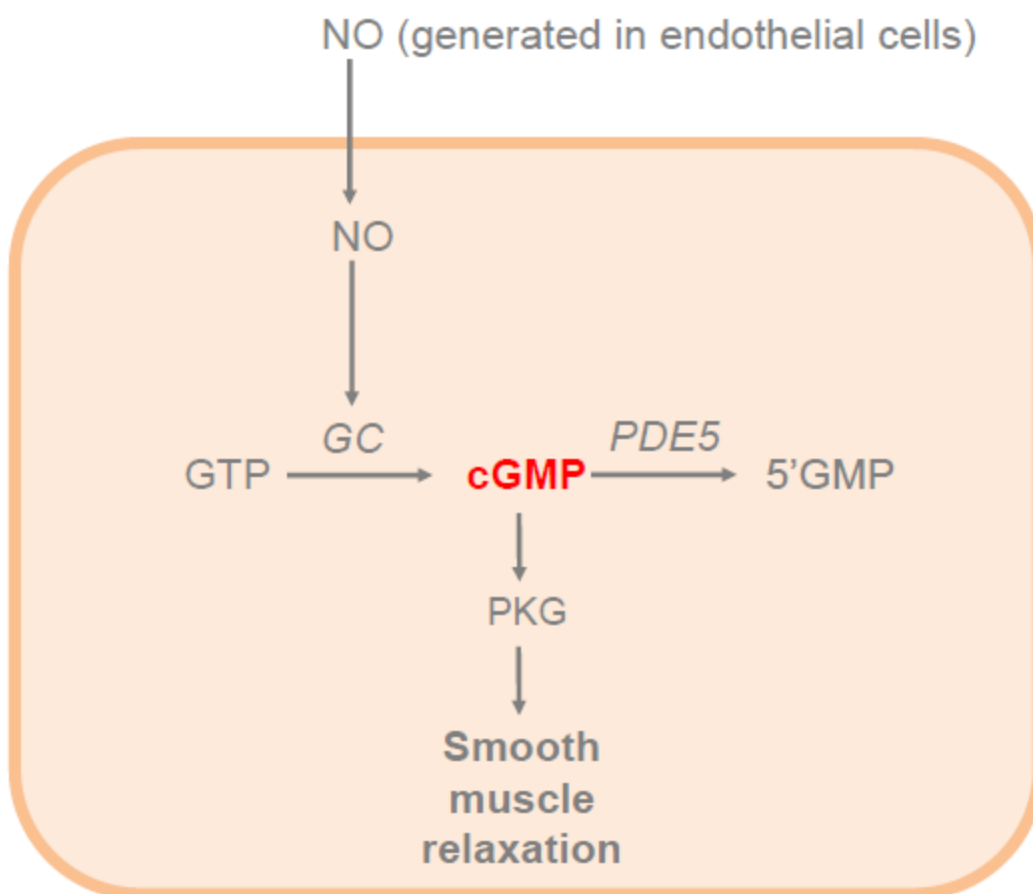 NO (generated in endothelial cells)
NO
GC
PDE5
GTP
cGMP
5’GMP
PKG
Smooth
muscle
relaxation